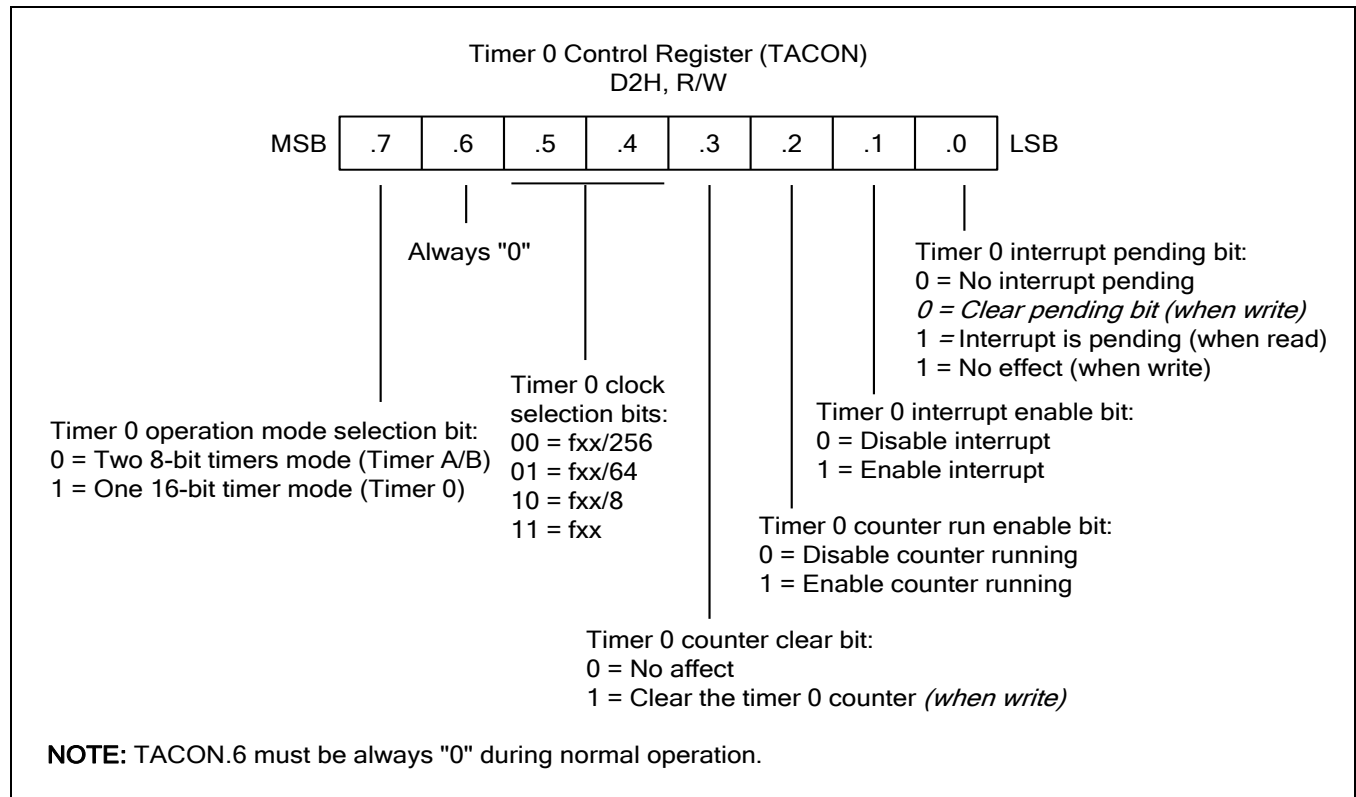 Timer 0 Control Register (TACON)
D2H, R/W
MSB .7 .6 .5 .4 .3 .2 .1 .0 LSB
Always "0"
Timer 0 interrupt pending bit:
0 = No interrupt pending
0 = Clear pending bit (when write)
1 = Interrupt is pending (when read)
1 = No effect (when write)
Timer 0 clock
selection bits:
00 = fxx/256
01 = fxx/64
10 = fxx/8
11 = fxx
Timer 0 operation mode selection bit:
0 = Two 8-bit timers mode (Timer A/B)
1 = One 16-bit timer mode (Timer 0)
Timer 0 interrupt enable bit:
0 = Disable interrupt
1 = Enable interrupt
Timer 0 counter run enable bit:
0 = Disable counter running
1 = Enable counter running
Timer 0 counter clear bit:
0 = No affect
1 = Clear the timer 0 counter (when write)
NOTE: TACON.6 must be always "0" during normal operation.